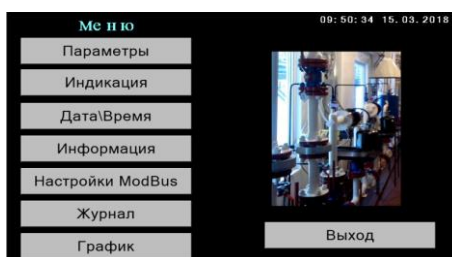 Меню
09:50:34 15.03.2018
Параметры
Индикация
Дата\Время
Информация
Настройки ModBus
Журнал
График
Выход